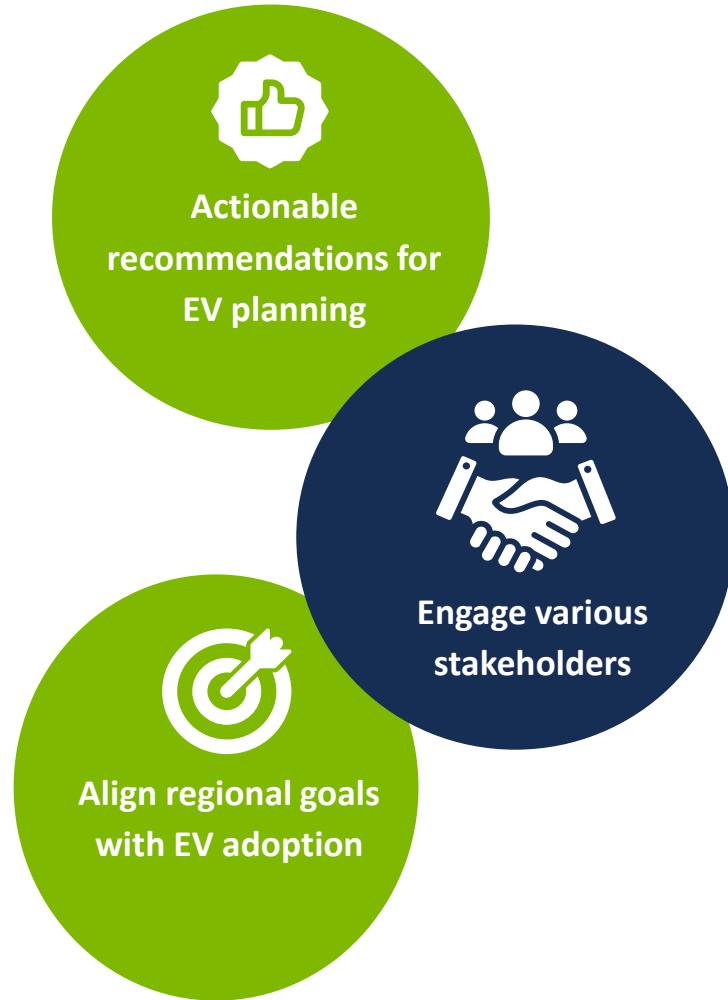 Actionable
recommendations for
EV planning
Engage various
stakeholders
Align regional goals
with EV adoption